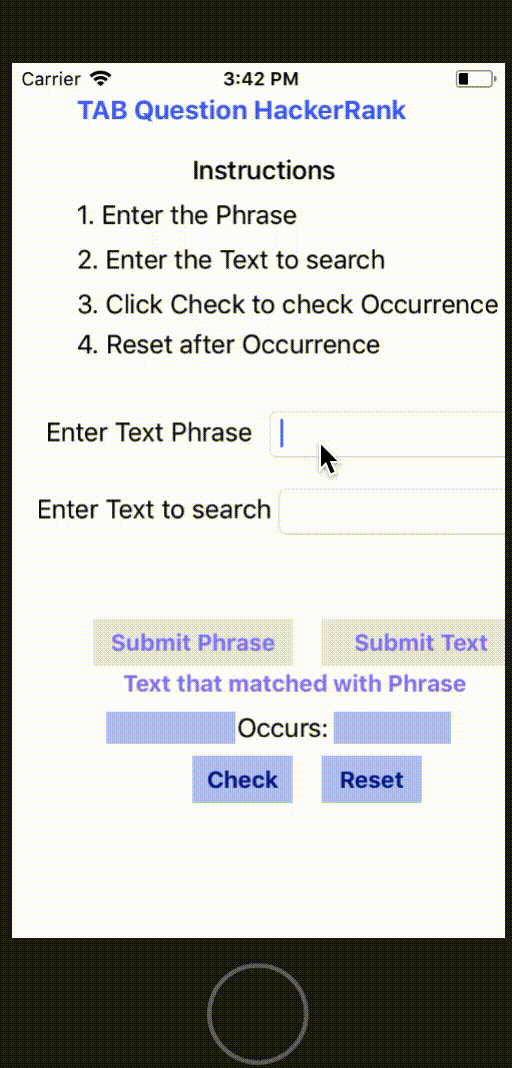 Carrier 3:42 PM
TAB Question HackerRank
Instructions
1. Enter the Phrase
2. Enter the Text to search
3. Click Check to check Occurrence
4. Reset after Occurrence
Enter Text Phrase
Enter Text to search
Submit Phrase Submit Text
Text that matched with Phrase
Occurs:
Check Reset